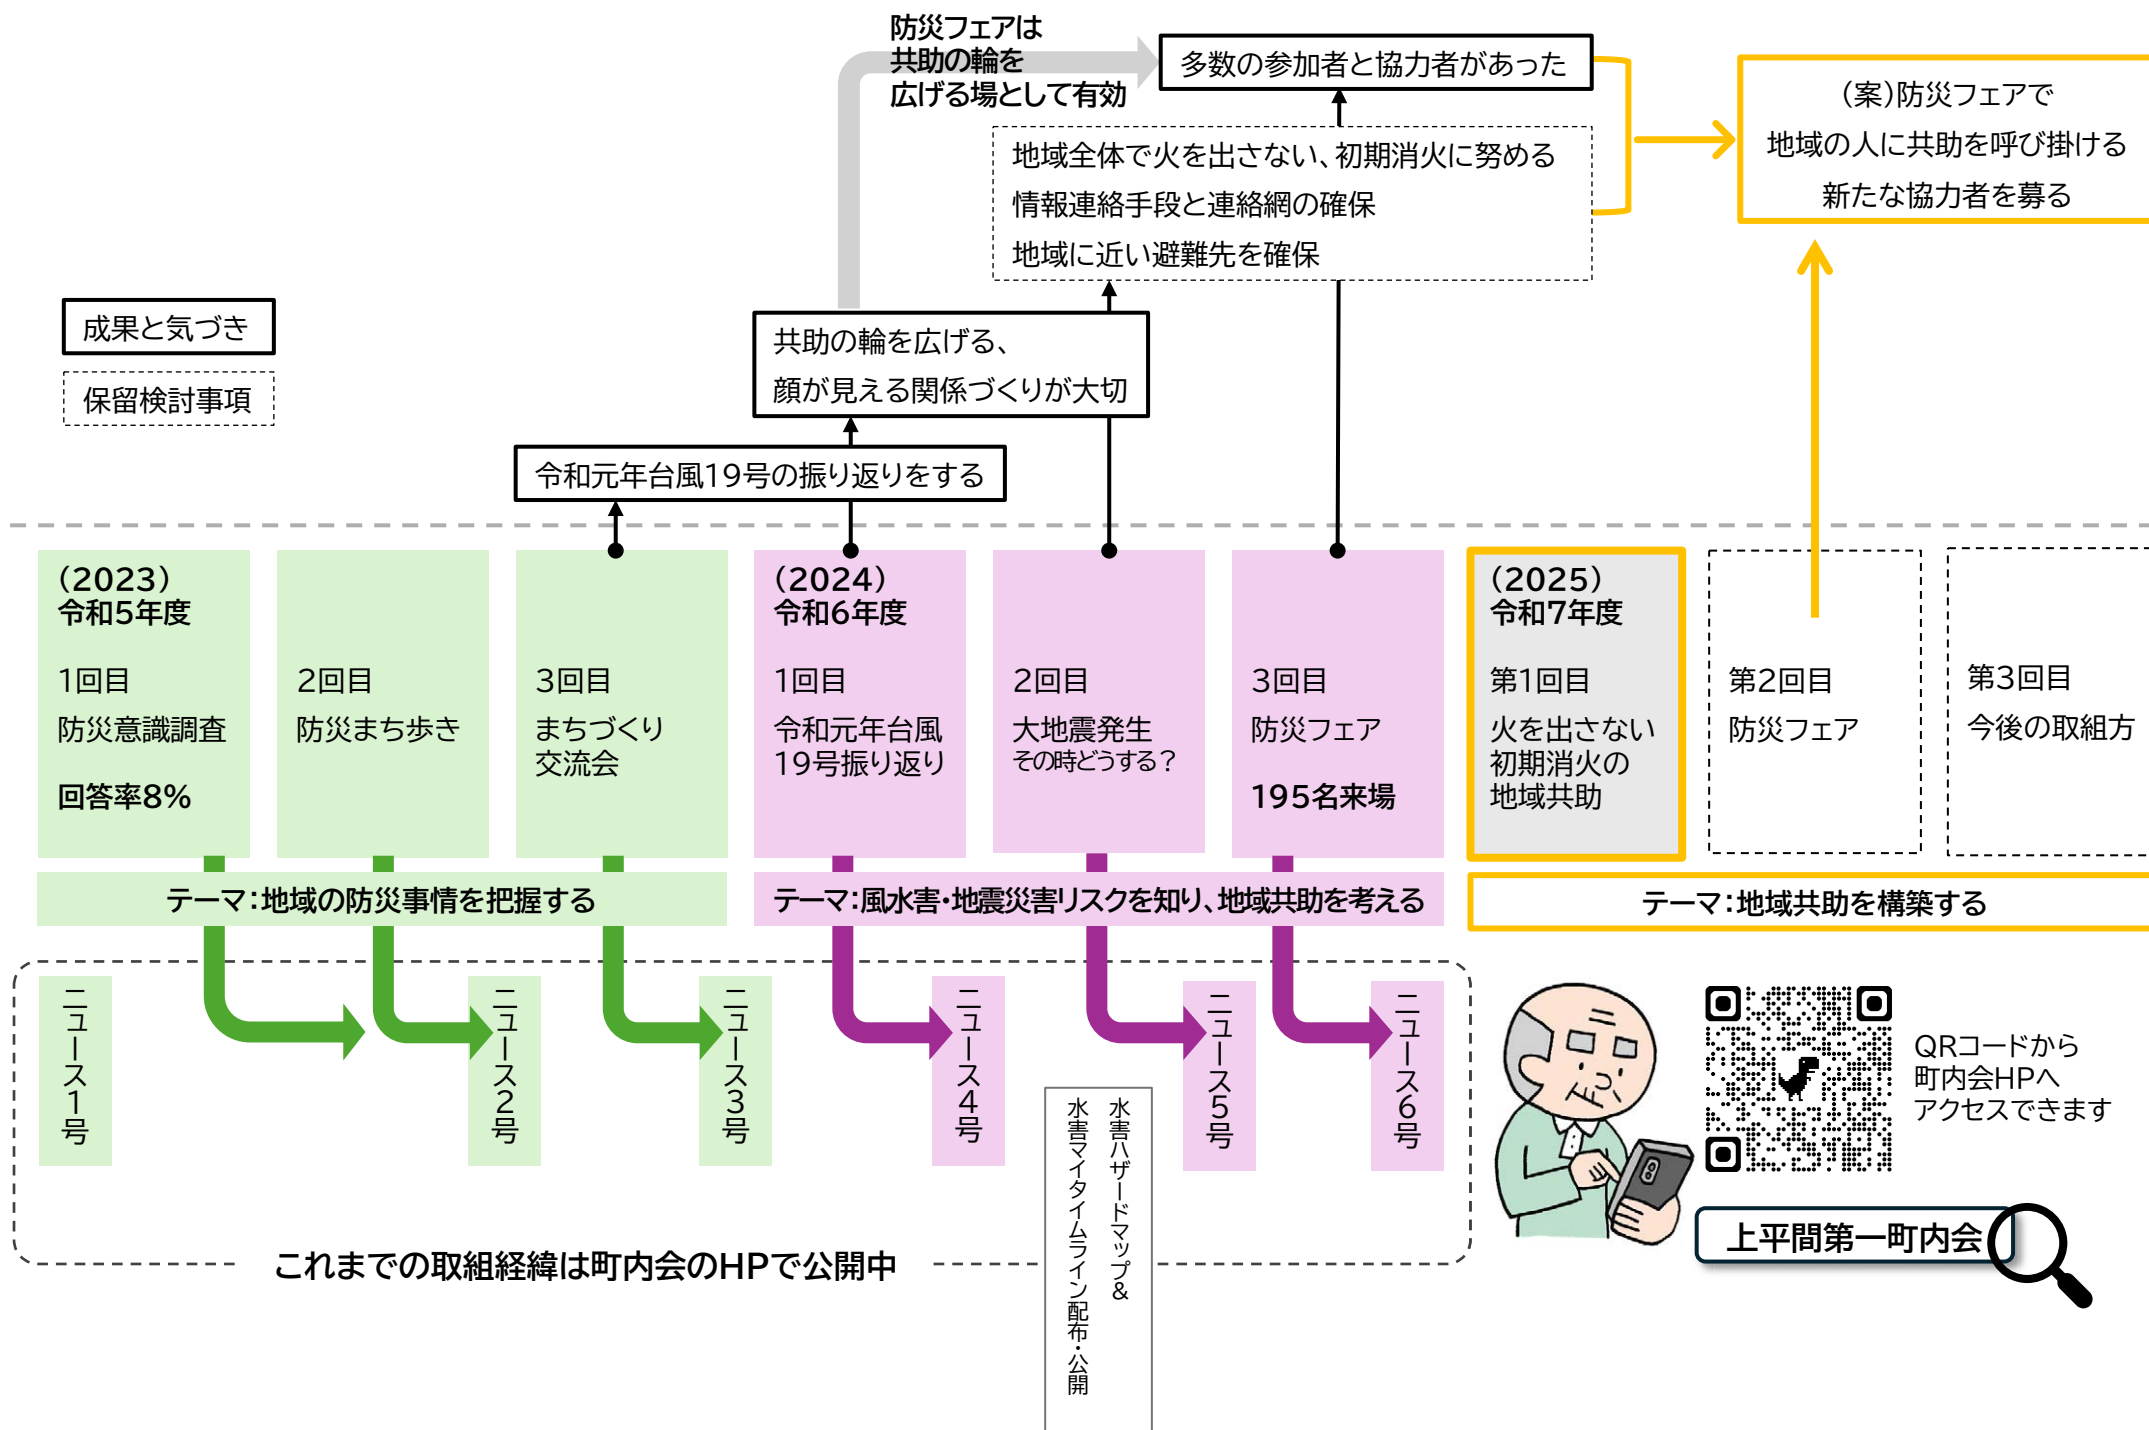 防災フェアは
共助の輪を
広げる場として有効
多数の参加者と協力者があった
（案）防災フェアで
地域の人に共助を呼び掛ける
新たな協力者を募る
地域全体で火を出さない、初期消火に努める
情報連絡手段と連絡網の確保
地域に近い避難先を確保
成果と気づき
保留検討事項
共助の輪を広げる、
顔が見える関係づくりが大切
令和元年台風19号の振り返りをする
（2023）
令和5年度
1回目
防災意識調査
回答率8%
2回目
防災まち歩き
3回目
まちづくり
交流会
（2024）
令和6年度
1回目
令和元年台風
19号振り返り
2回目
大地震発生
その時どうする？
3回目
防災フェア
195名来場
（2025）
令和7年度
第1回目
火を出さない
初期消火の
地域共助
第2回目
防災フェア
第3回目
今後の取組方
テーマ：地域の防災事情を把握する
テーマ：風水害・地震災害リスクを知り、地域共助を考える
テーマ：地域共助を構築する
ニュース1号
ニュース2号
ニュース3号
ニュース4号
水害ハザードマップ＆
水害マイタイムライン配布・公開
ニュース5号
ニュース6号
QRコードから
町内会HPへ
アクセスできます
上平間第一町内会
これまでの取組経緯は町内会のHPで公開中